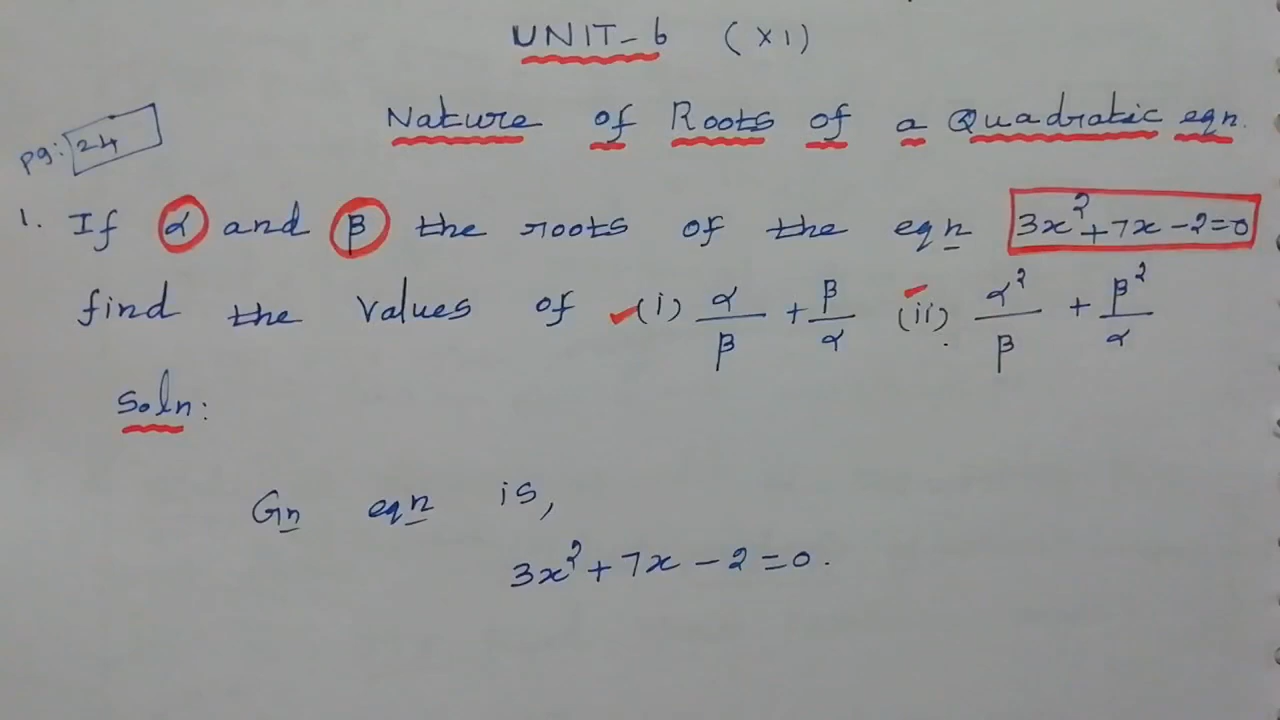 UNIT-6 (XI)
Nature of Roots of a Quadratic eqn.
pg: 24
1. If α and β the roots of the eqn 3x²+7x-2=0
find the values of ✓(i) α/β + β/α (ii) α²/β + β²/α
Soln:
Gn eqn is,
3x²+7x-2=0.